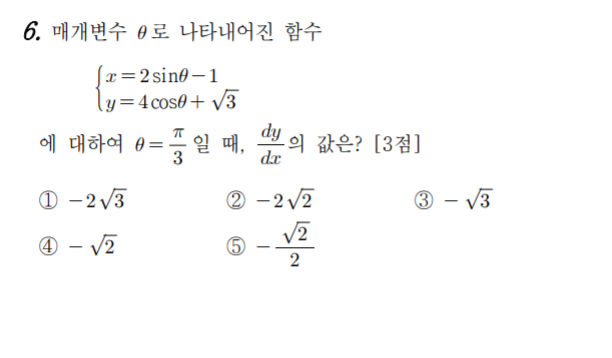 6. 매개변수 θ로 나타내어진 함수
{x=2sinθ-1
y=4cosθ+√3
에 대하여 θ=π/3 일 때, dy/dx의 값은? [3점]
① -2√3 ② -2√2 ③ -√3
④ -√2 ⑤ -√2/2